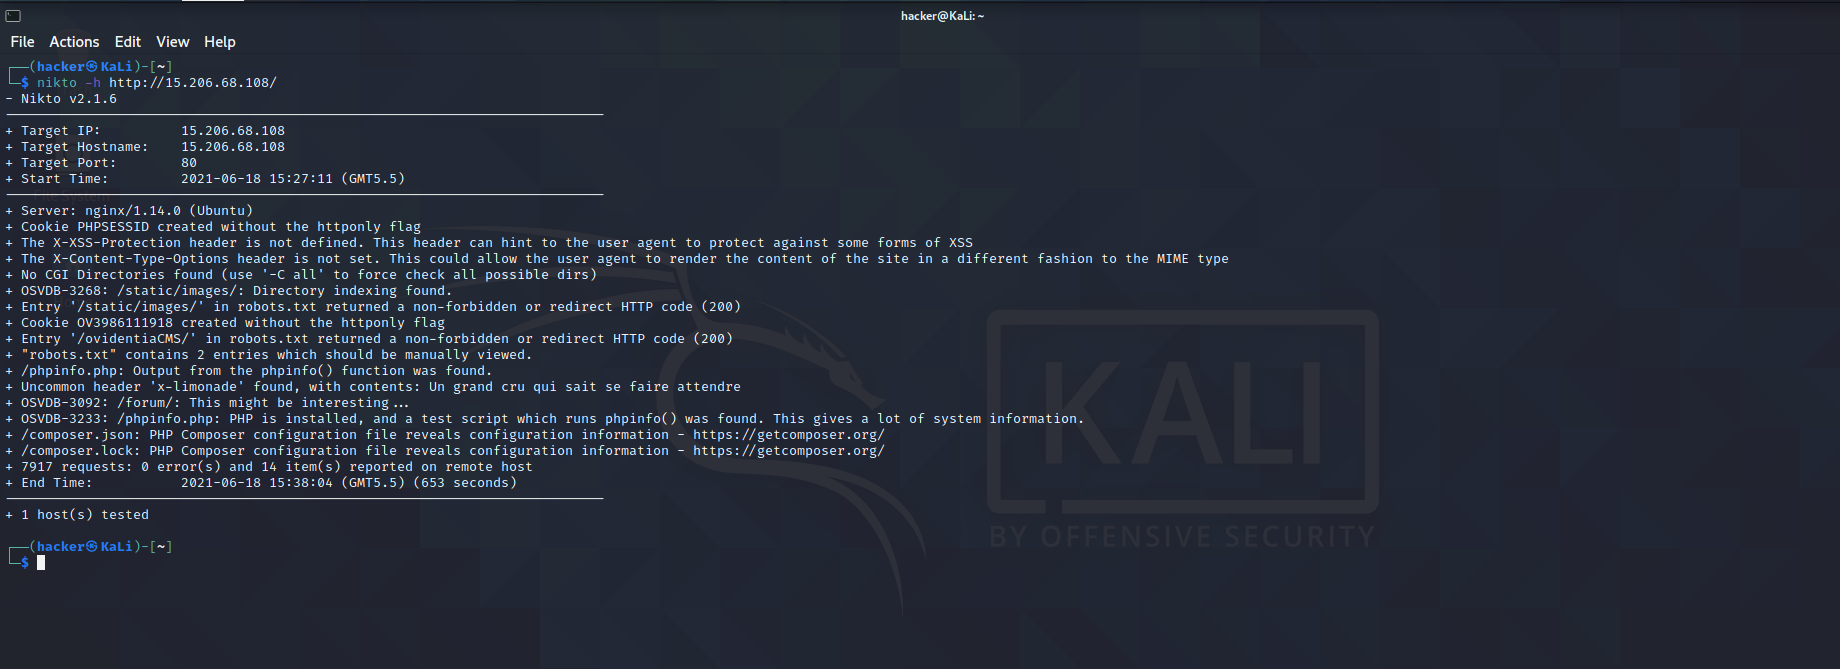 hacker@KaLi: ~
File Actions Edit View Help
┌──(hacker㉿KaLi)-[~]
└─$ nikto -h http://15.206.68.108/
- Nikto v2.1.6
---------------------------------------------------------------------------
+ Target IP:          15.206.68.108
+ Target Hostname:    15.206.68.108
+ Target Port:        80
+ Start Time:         2021-06-18 15:27:11 (GMT5.5)
---------------------------------------------------------------------------
+ Server: nginx/1.14.0 (Ubuntu)
+ Cookie PHPSESSID created without the httponly flag
+ The X-XSS-Protection header is not defined. This header can hint to the user agent to protect against some forms of XSS
+ The X-Content-Type-Options header is not set. This could allow the user agent to render the content of the site in a different fashion to the MIME type
+ No CGI Directories found (use '-C all' to force check all possible dirs)
+ OSVDB-3268: /static/images/: Directory indexing found.
+ Entry '/static/images/' in robots.txt returned a non-forbidden or redirect HTTP code (200)
+ Cookie OV3986111918 created without the httponly flag
+ Entry '/ovidentiaCMS/' in robots.txt returned a non-forbidden or redirect HTTP code (200)
+ "robots.txt" contains 2 entries which should be manually viewed.
+ /phpinfo.php: Output from the phpinfo() function was found.
+ Uncommon header 'x-limonade' found, with contents: Un grand cru qui sait se faire attendre
+ OSVDB-3092: /forum/: This might be interesting...
+ OSVDB-3233: /phpinfo.php: PHP is installed, and a test script which runs phpinfo() was found. This gives a lot of system information.
+ /composer.json: PHP Composer configuration file reveals configuration information - https://getcomposer.org/
+ /composer.lock: PHP Composer configuration file reveals configuration information - https://getcomposer.org/
+ 7917 requests: 0 error(s) and 14 item(s) reported on remote host
+ End Time:           2021-06-18 15:38:04 (GMT5.5) (653 seconds)
---------------------------------------------------------------------------
+ 1 host(s) tested
┌──(hacker㉿KaLi)-[~]
└─$
KALI
BY OFFENSIVE SECURITY
File System